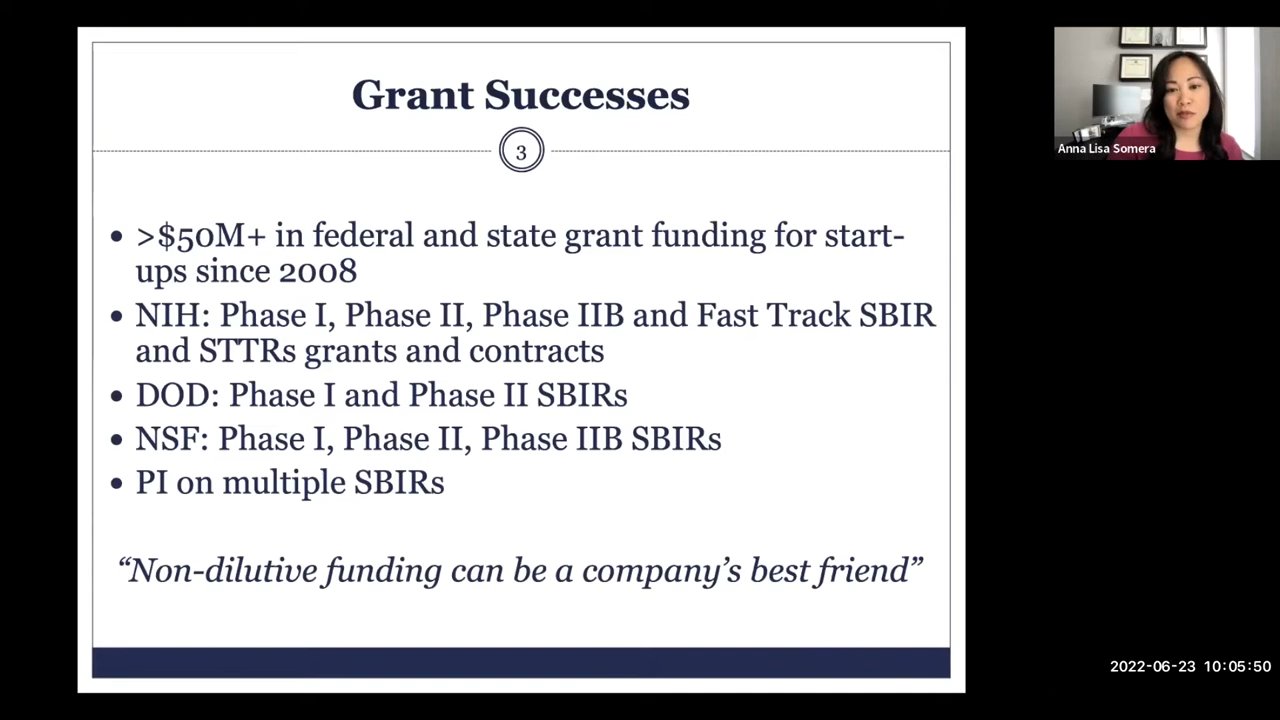 Grant Successes
3
• >$50M+ in federal and state grant funding for start-
ups since 2008
• NIH: Phase I, Phase II, Phase IIB and Fast Track SBIR
and STTRs grants and contracts
• DOD: Phase I and Phase II SBIRs
• NSF: Phase I, Phase II, Phase IIB SBIRs
• PI on multiple SBIRs
“Non-dilutive funding can be a company’s best friend”
Anna Lisa Somera
2022-06-23 10:05:50